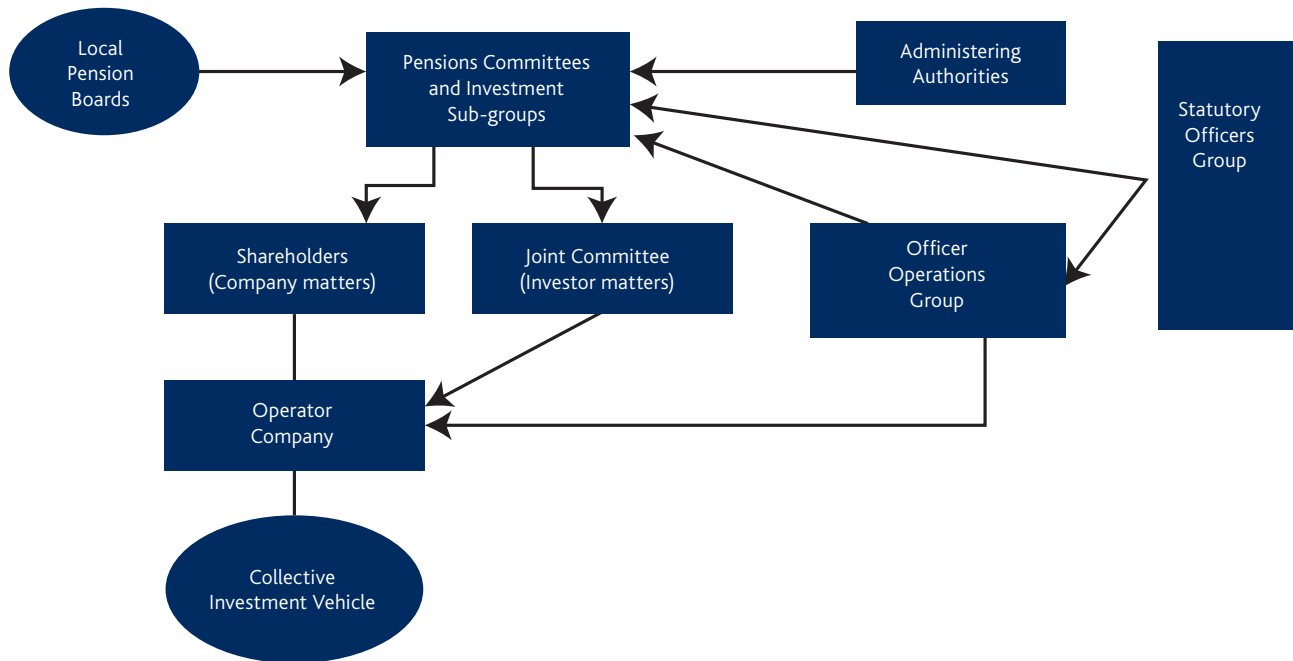 Local
Pension
Boards
Pensions Committees
and Investment
Sub-groups
Administering
Authorities
Statutory
Officers
Group
Shareholders
(Company matters)
Joint Committee
(Investor matters)
Officer
Operations
Group
Operator
Company
Collective
Investment Vehicle